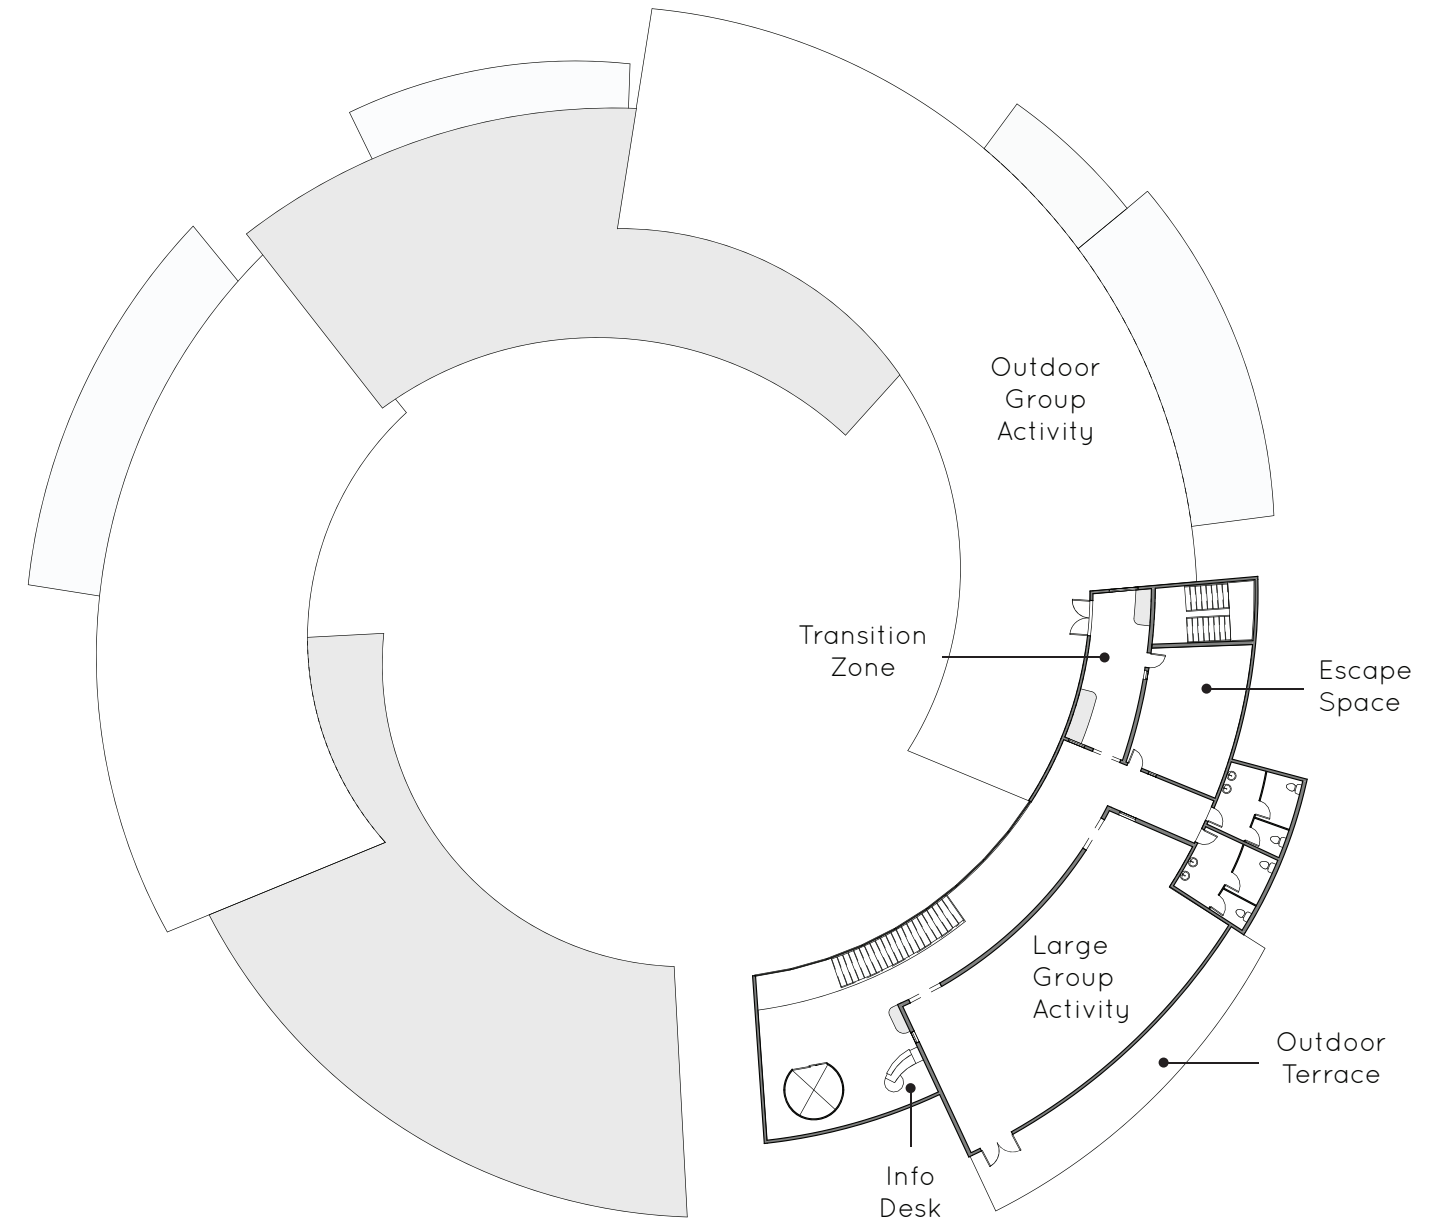 Outdoor
Group
Activity
Transition
Zone
Escape
Space
Large
Group
Activity
Outdoor
Terrace
Info
Desk